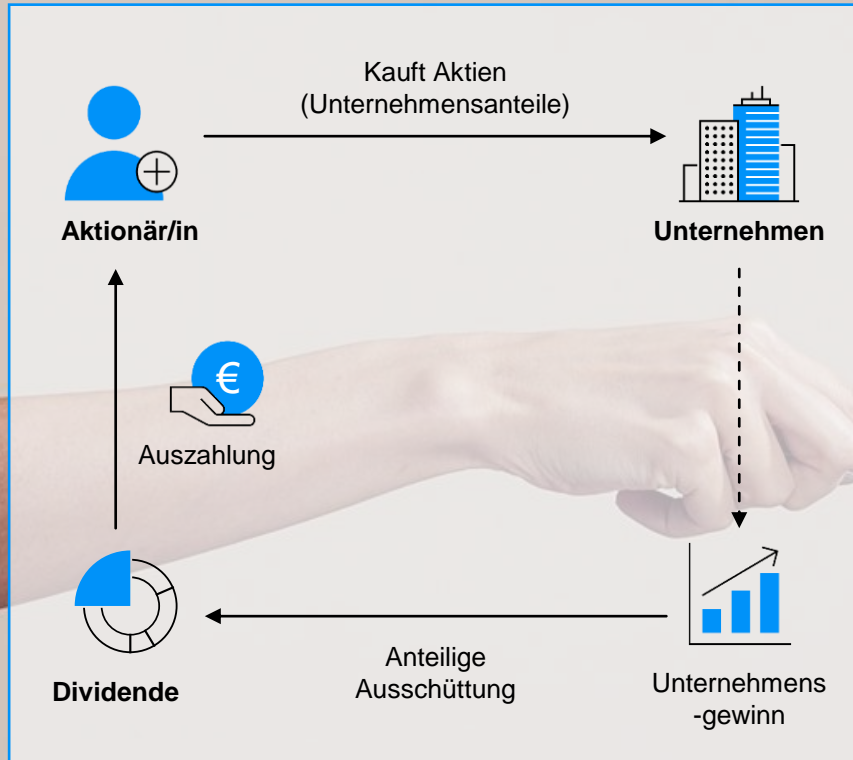 Kauft Aktien
(Unternehmensanteile)
Aktionär/in
Unternehmen
€
Auszahlung
Anteilige
Ausschüttung
Dividende
Unternehmens
-gewinn